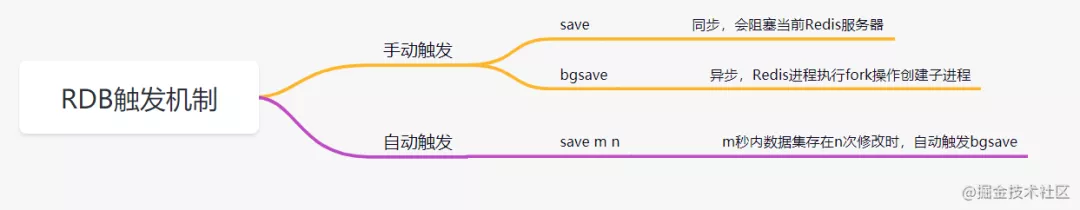 RDB触发机制
手动触发
save 同步，会阻塞当前Redis服务器
bgsave 异步，Redis进程执行fork操作创建子进程
自动触发
save m n m秒内数据集存在n次修改时，自动触发bgsave
@掘金技术社区